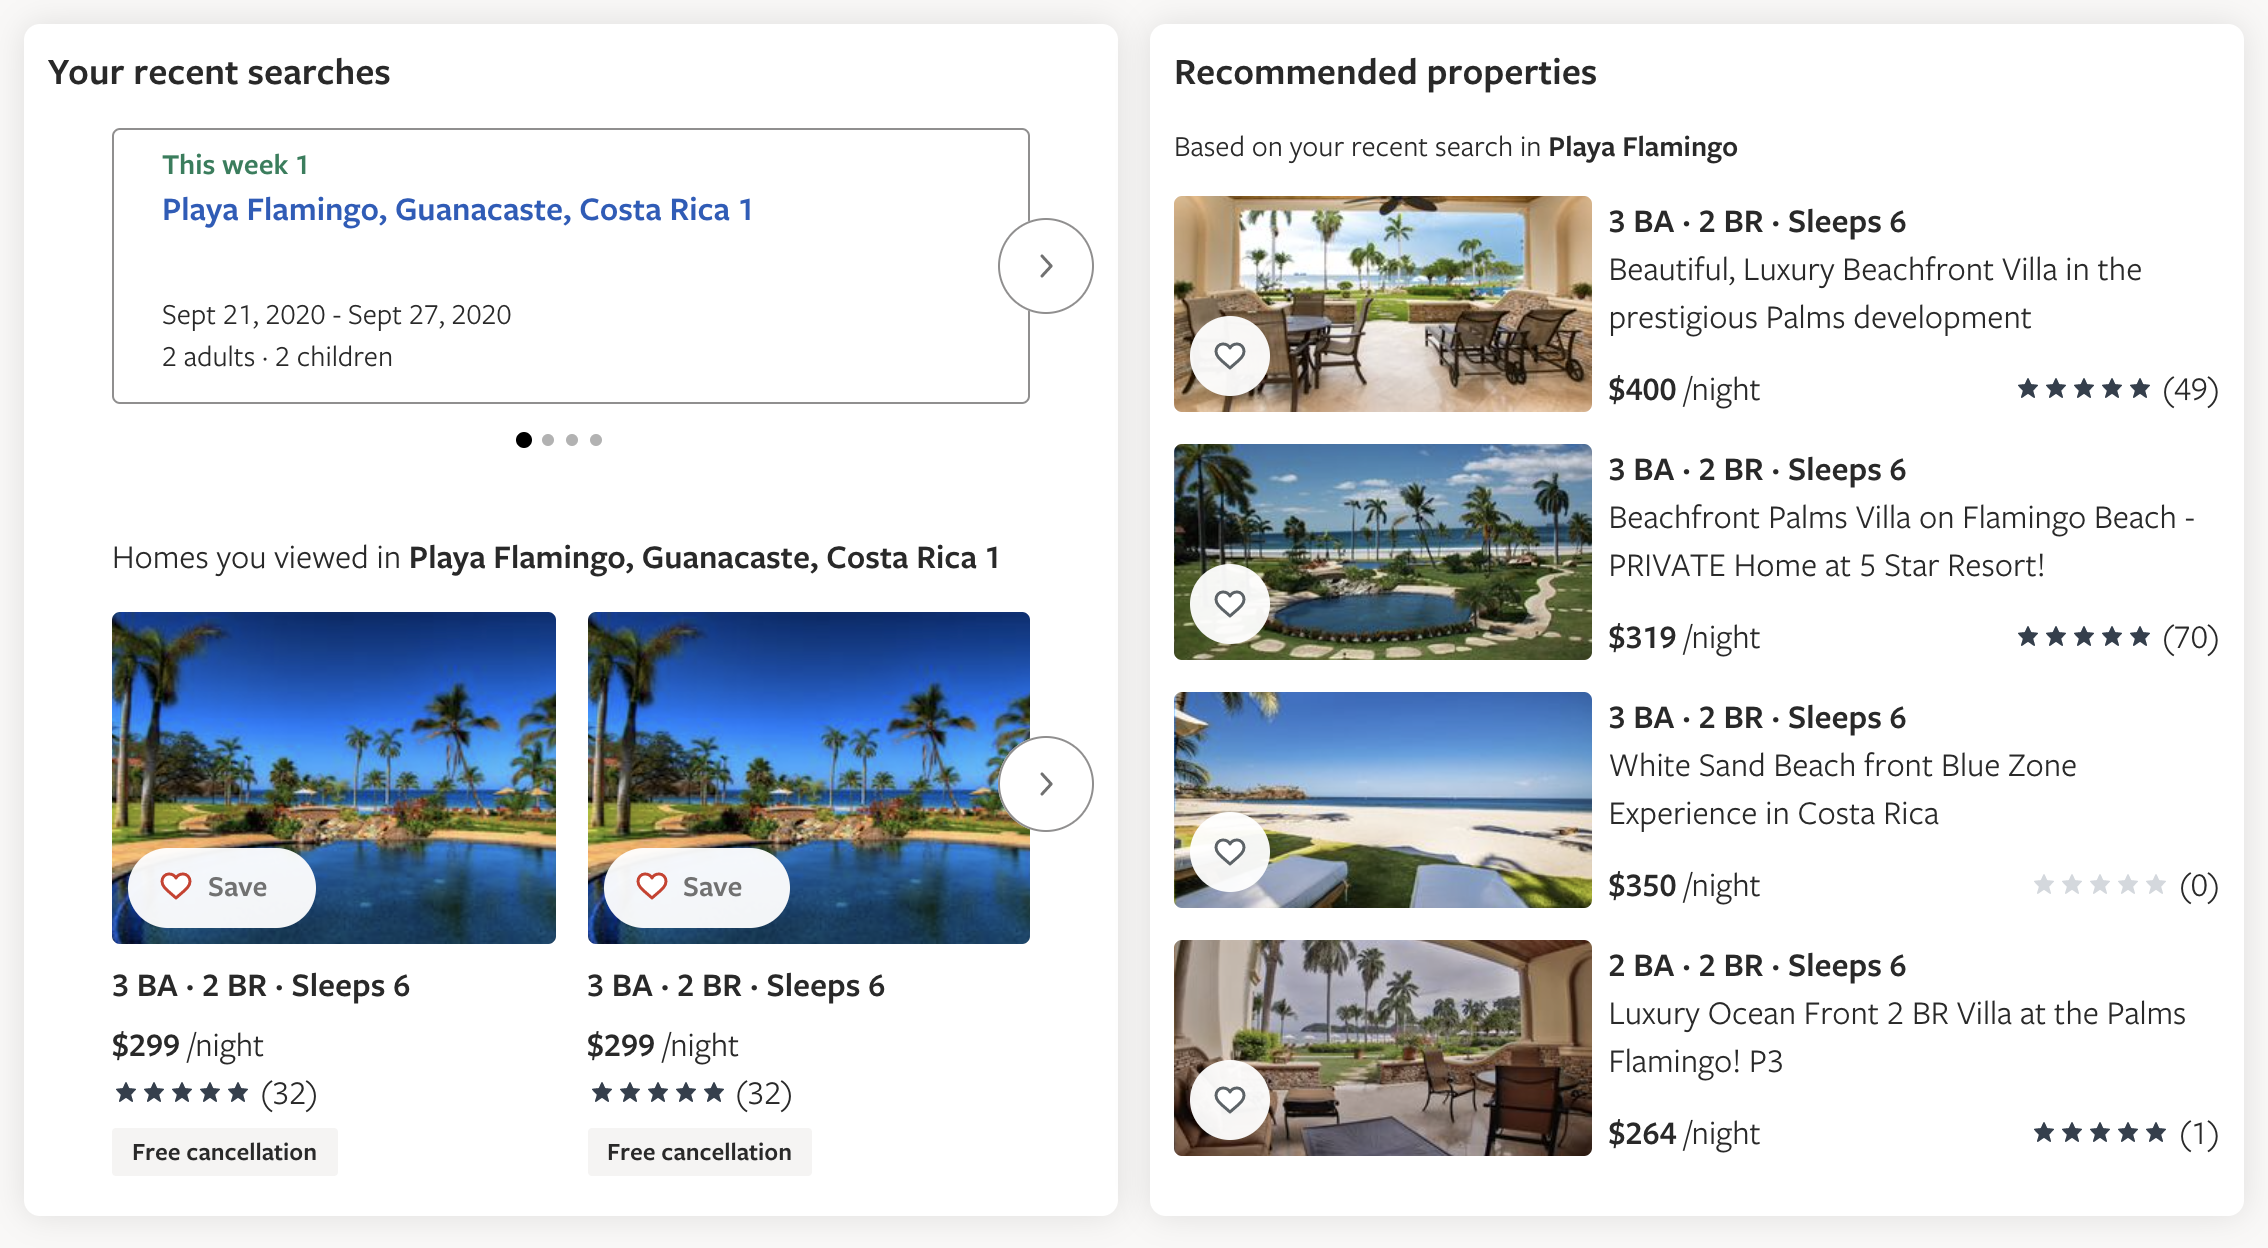 Your recent searches
This week 1
Playa Flamingo, Guanacaste, Costa Rica 1
Sept 21, 2020 - Sept 27, 2020
2 adults · 2 children
Homes you viewed in Playa Flamingo, Guanacaste, Costa Rica 1
Save
3 BA · 2 BR · Sleeps 6
$299 /night
(32)
Free cancellation
Save
3 BA · 2 BR · Sleeps 6
$299 /night
(32)
Free cancellation
Recommended properties
Based on your recent search in Playa Flamingo
3 BA · 2 BR · Sleeps 6
Beautiful, Luxury Beachfront Villa in the
prestigious Palms development
$400 /night (49)
3 BA · 2 BR · Sleeps 6
Beachfront Palms Villa on Flamingo Beach -
PRIVATE Home at 5 Star Resort!
$319 /night (70)
3 BA · 2 BR · Sleeps 6
White Sand Beach front Blue Zone
Experience in Costa Rica
$350 /night (0)
2 BA · 2 BR · Sleeps 6
Luxury Ocean Front 2 BR Villa at the Palms
Flamingo! P3
$264 /night (1)